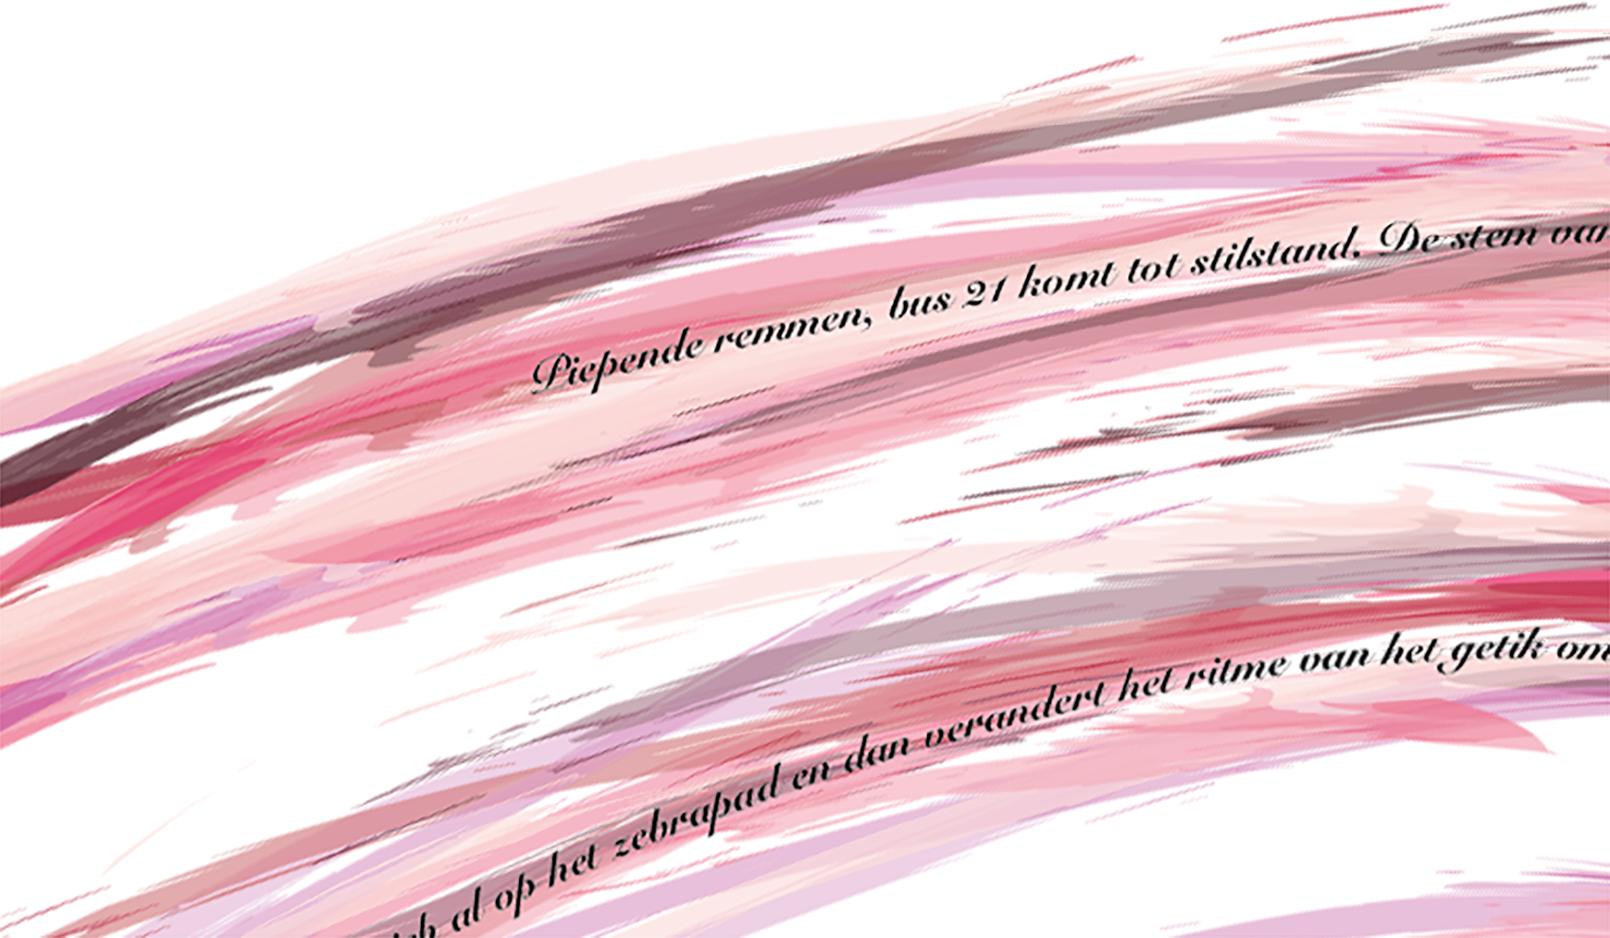 Piepende remmen, bus 21 komt tot stilstand. De stem van
al op het zebrapad en dan verandert het ritme van het getik om